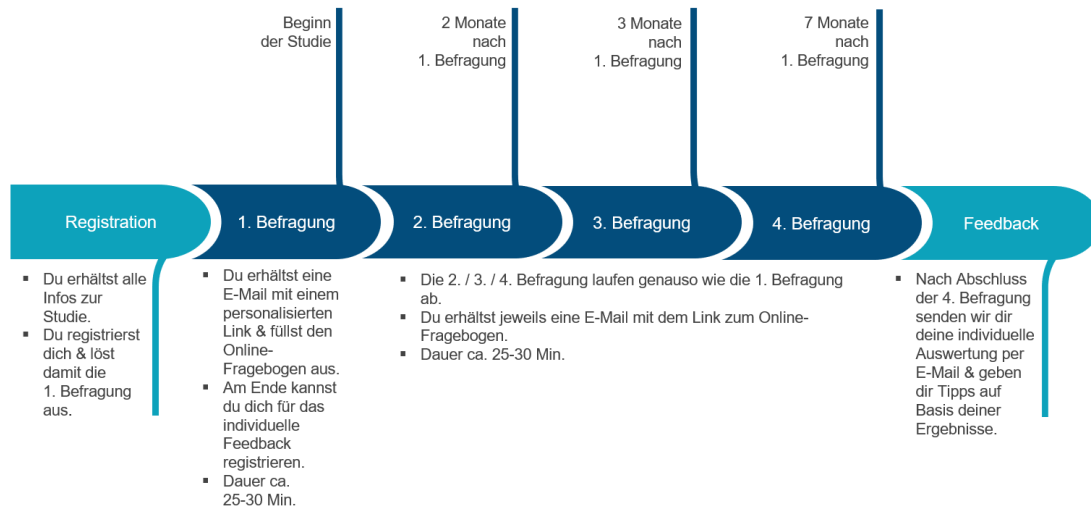 Beginn
der Studie
2 Monate
nach
1. Befragung
3 Monate
nach
1. Befragung
7 Monate
nach
1. Befragung
Registration
1. Befragung
2. Befragung
3. Befragung
4. Befragung
Feedback
▪ Du erhältst alle
Infos zur
Studie.
▪ Du registrierst
dich & löst
damit die
1. Befragung
aus.
▪ Du erhältst eine
E-Mail mit einem
personalisierten
Link & füllst den
Online-
Fragebogen aus.
▪ Am Ende kannst
du dich für das
individuelle
Feedback
registrieren.
▪ Dauer ca.
25-30 Min.
▪ Die 2. / 3. / 4. Befragung laufen genauso wie die 1. Befragung
ab.
▪ Du erhältst jeweils eine E-Mail mit dem Link zum Online-
Fragebogen.
▪ Dauer ca. 25-30 Min.
▪ Nach Abschluss
der 4. Befragung
senden wir dir
deine individuelle
Auswertung per
E-Mail & geben
dir Tipps auf
Basis deiner
Ergebnisse.